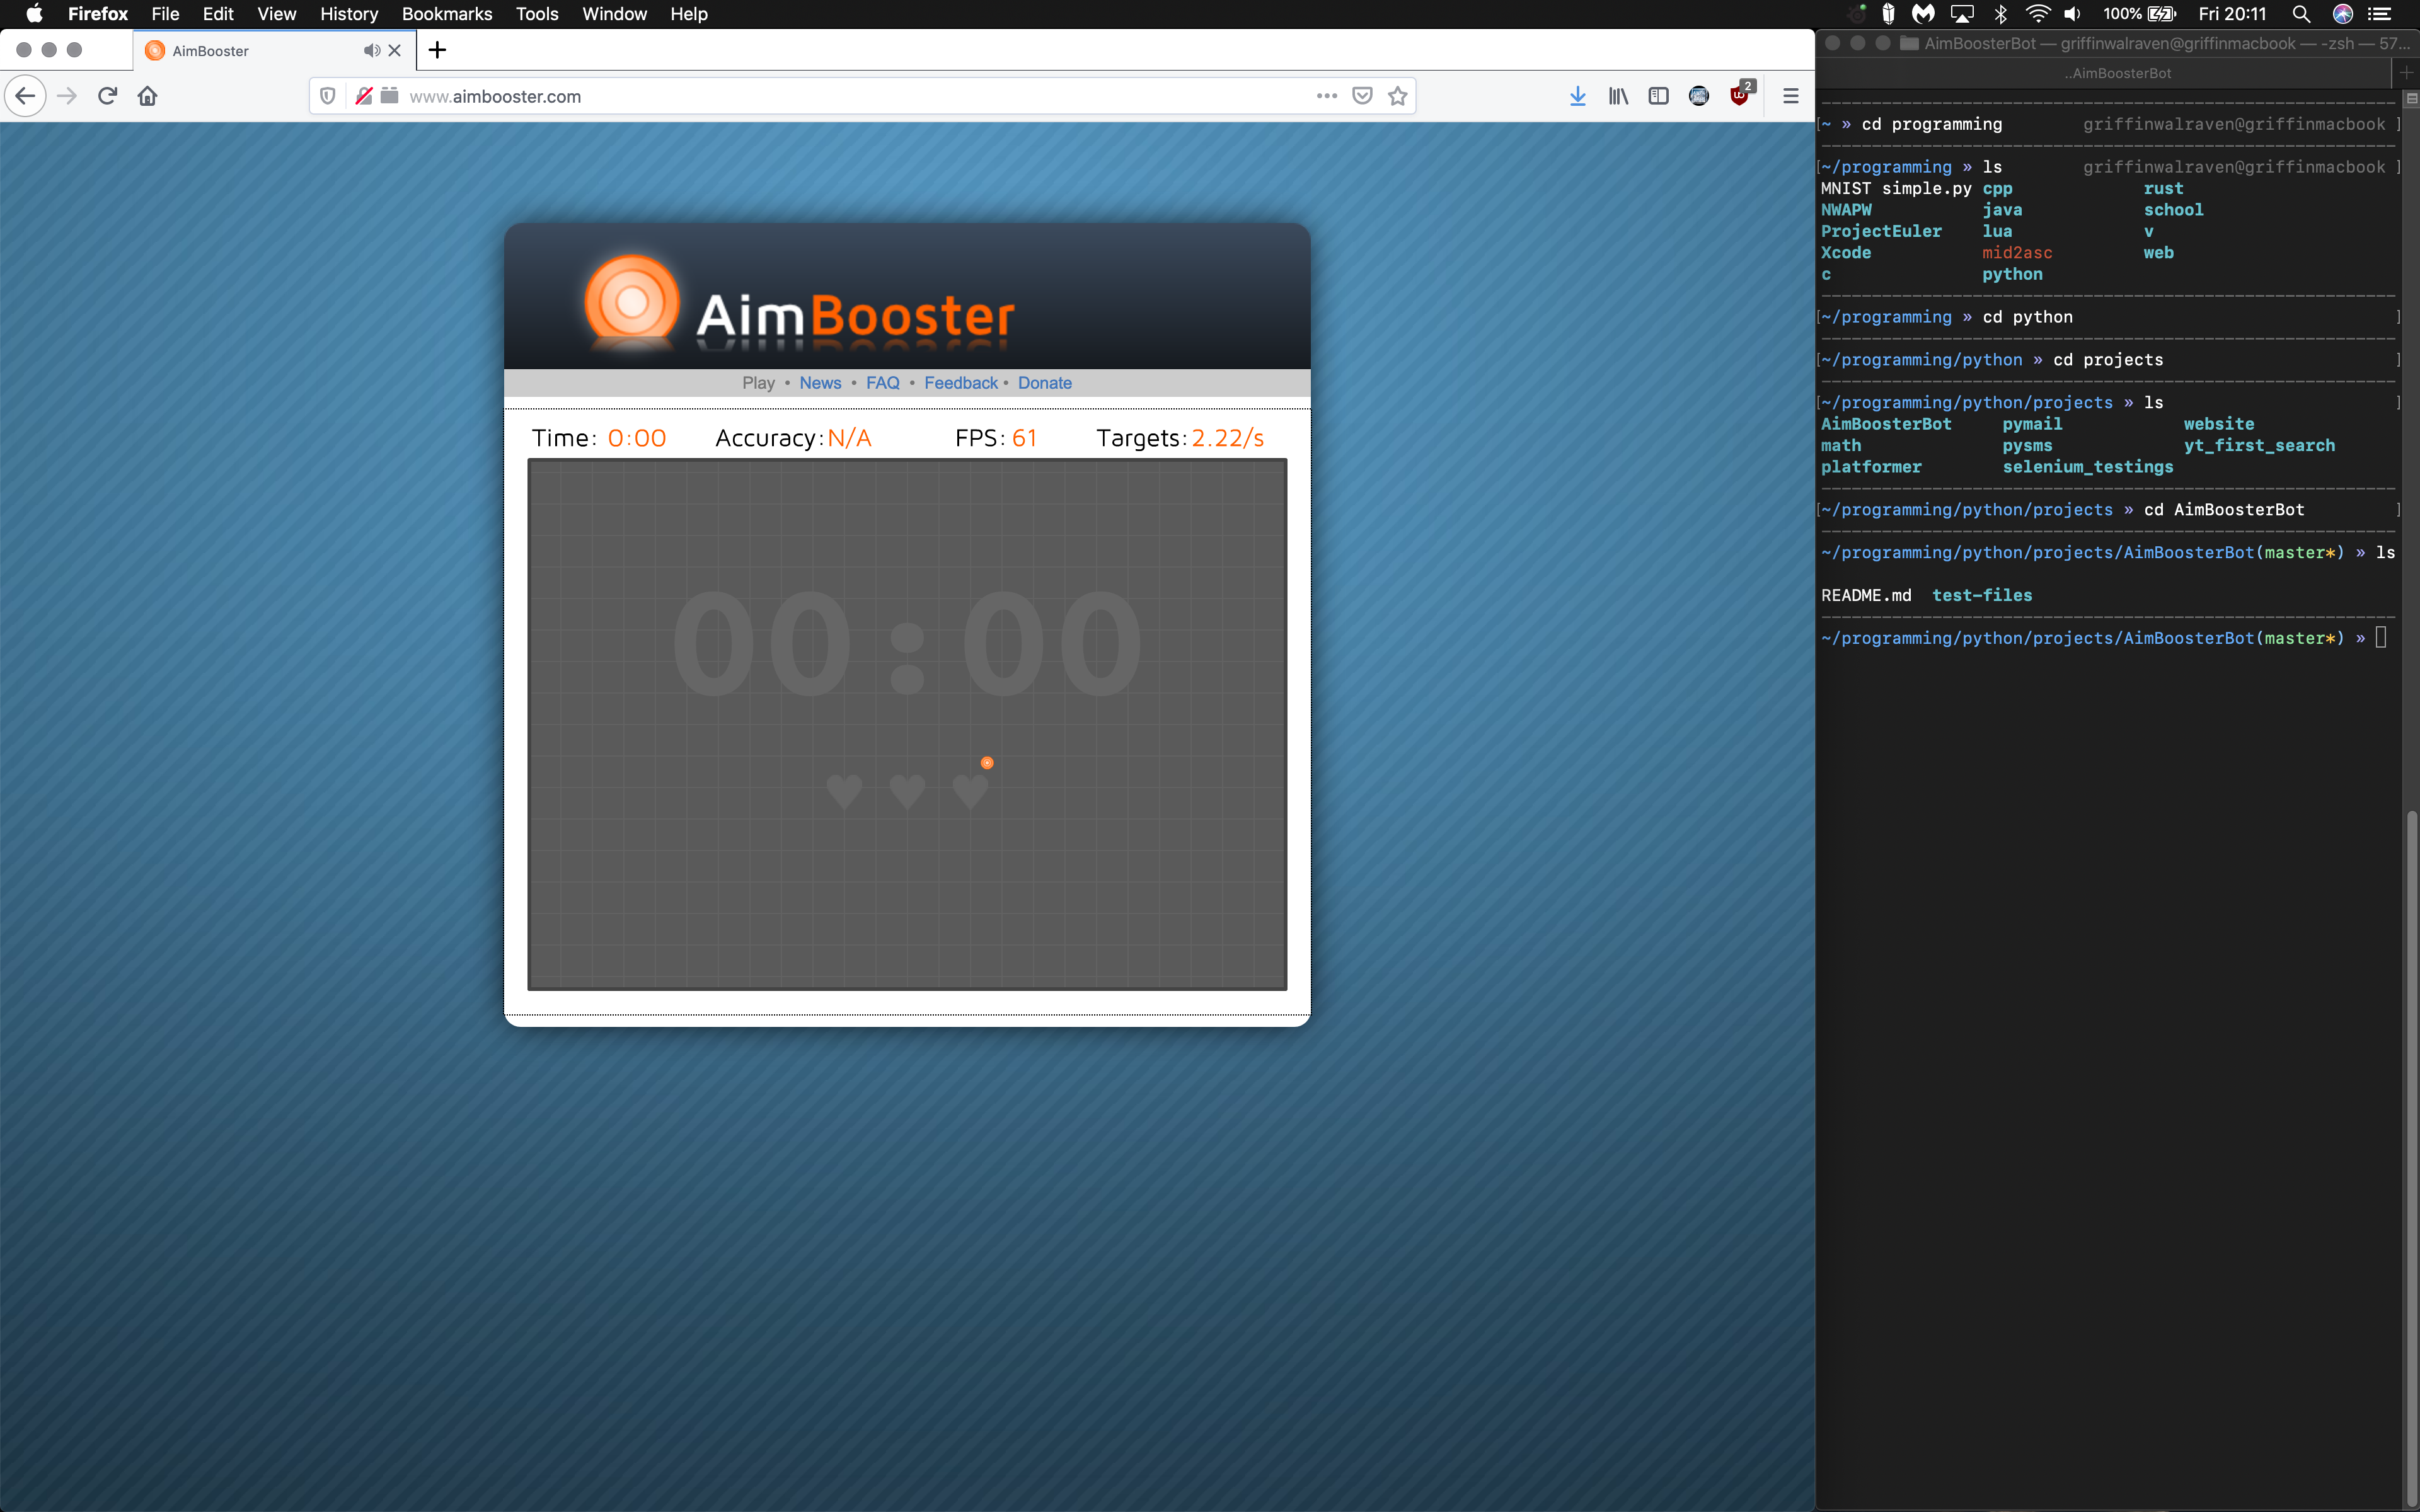 Firefox File Edit View History Bookmarks Tools Window Help 100% Fri 20:11
AimBooster
www.aimbooster.com
2
AimBooster
Play • News • FAQ • Feedback • Donate
Time: 0:00 Accuracy: N/A FPS: 61 Targets: 2.22/s
00:00
AimBoosterBot — griffinwalraven@griffinmacbook — -zsh — 57...
..AimBoosterBot
[~ » cd programming griffinwalraven@griffinmacbook ]
[~/programming » ls griffinwalraven@griffinmacbook ]
MNIST simple.py cpp rust
NWAPW java school
ProjectEuler lua v
Xcode mid2asc web
c python
[~/programming » cd python ]
[~/programming/python » cd projects ]
[~/programming/python/projects » ls ]
AimBoosterBot pymail website
math pysms yt_first_search
platformer selenium_testings
[~/programming/python/projects » cd AimBoosterBot ]
~/programming/python/projects/AimBoosterBot(master*) » ls
README.md test-files
~/programming/python/projects/AimBoosterBot(master*) »